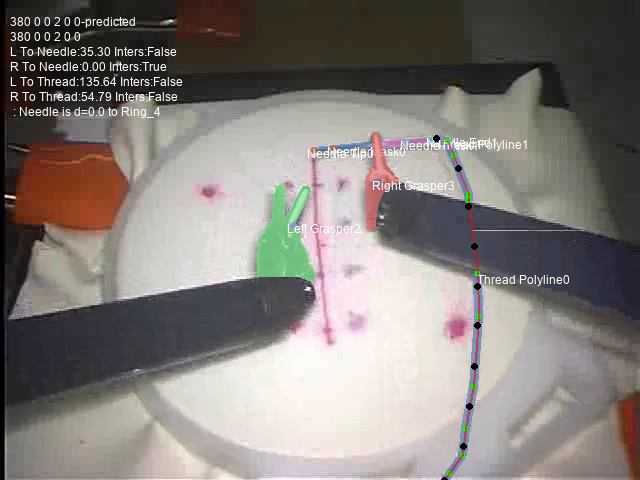 380 0 0 2 0 0-predicted
380 0 0 2 0 0
L To Needle:35.30 Inters:False
R To Needle:0.00 Inters:True
L To Thread:135.64 Inters:False
R To Thread:54.79 Inters:False
: Needle is d=0.0 to Ring_4
Right Grasper3
Left Grasper2
Thread Polyline0